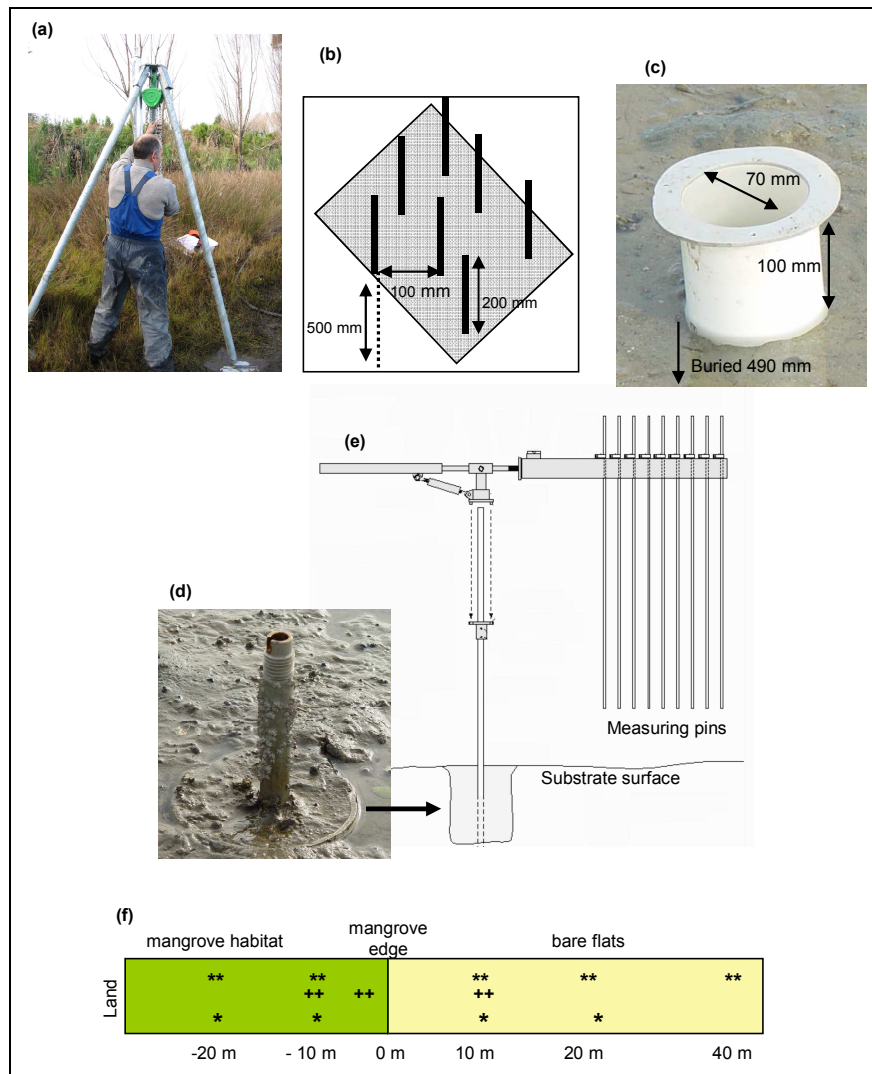 (a)
(b)
(c)
70 mm
100 mm
Buried 490 mm
100 mm
200 mm
500 mm
(e)
Measuring pins
Substrate surface
(d)
(f)
mangrove habitat
mangrove
edge
bare flats
Land
** ** ** ** **
++ ++ ++
* * * *
-20 m - 10 m 0 m 10 m 20 m 40 m